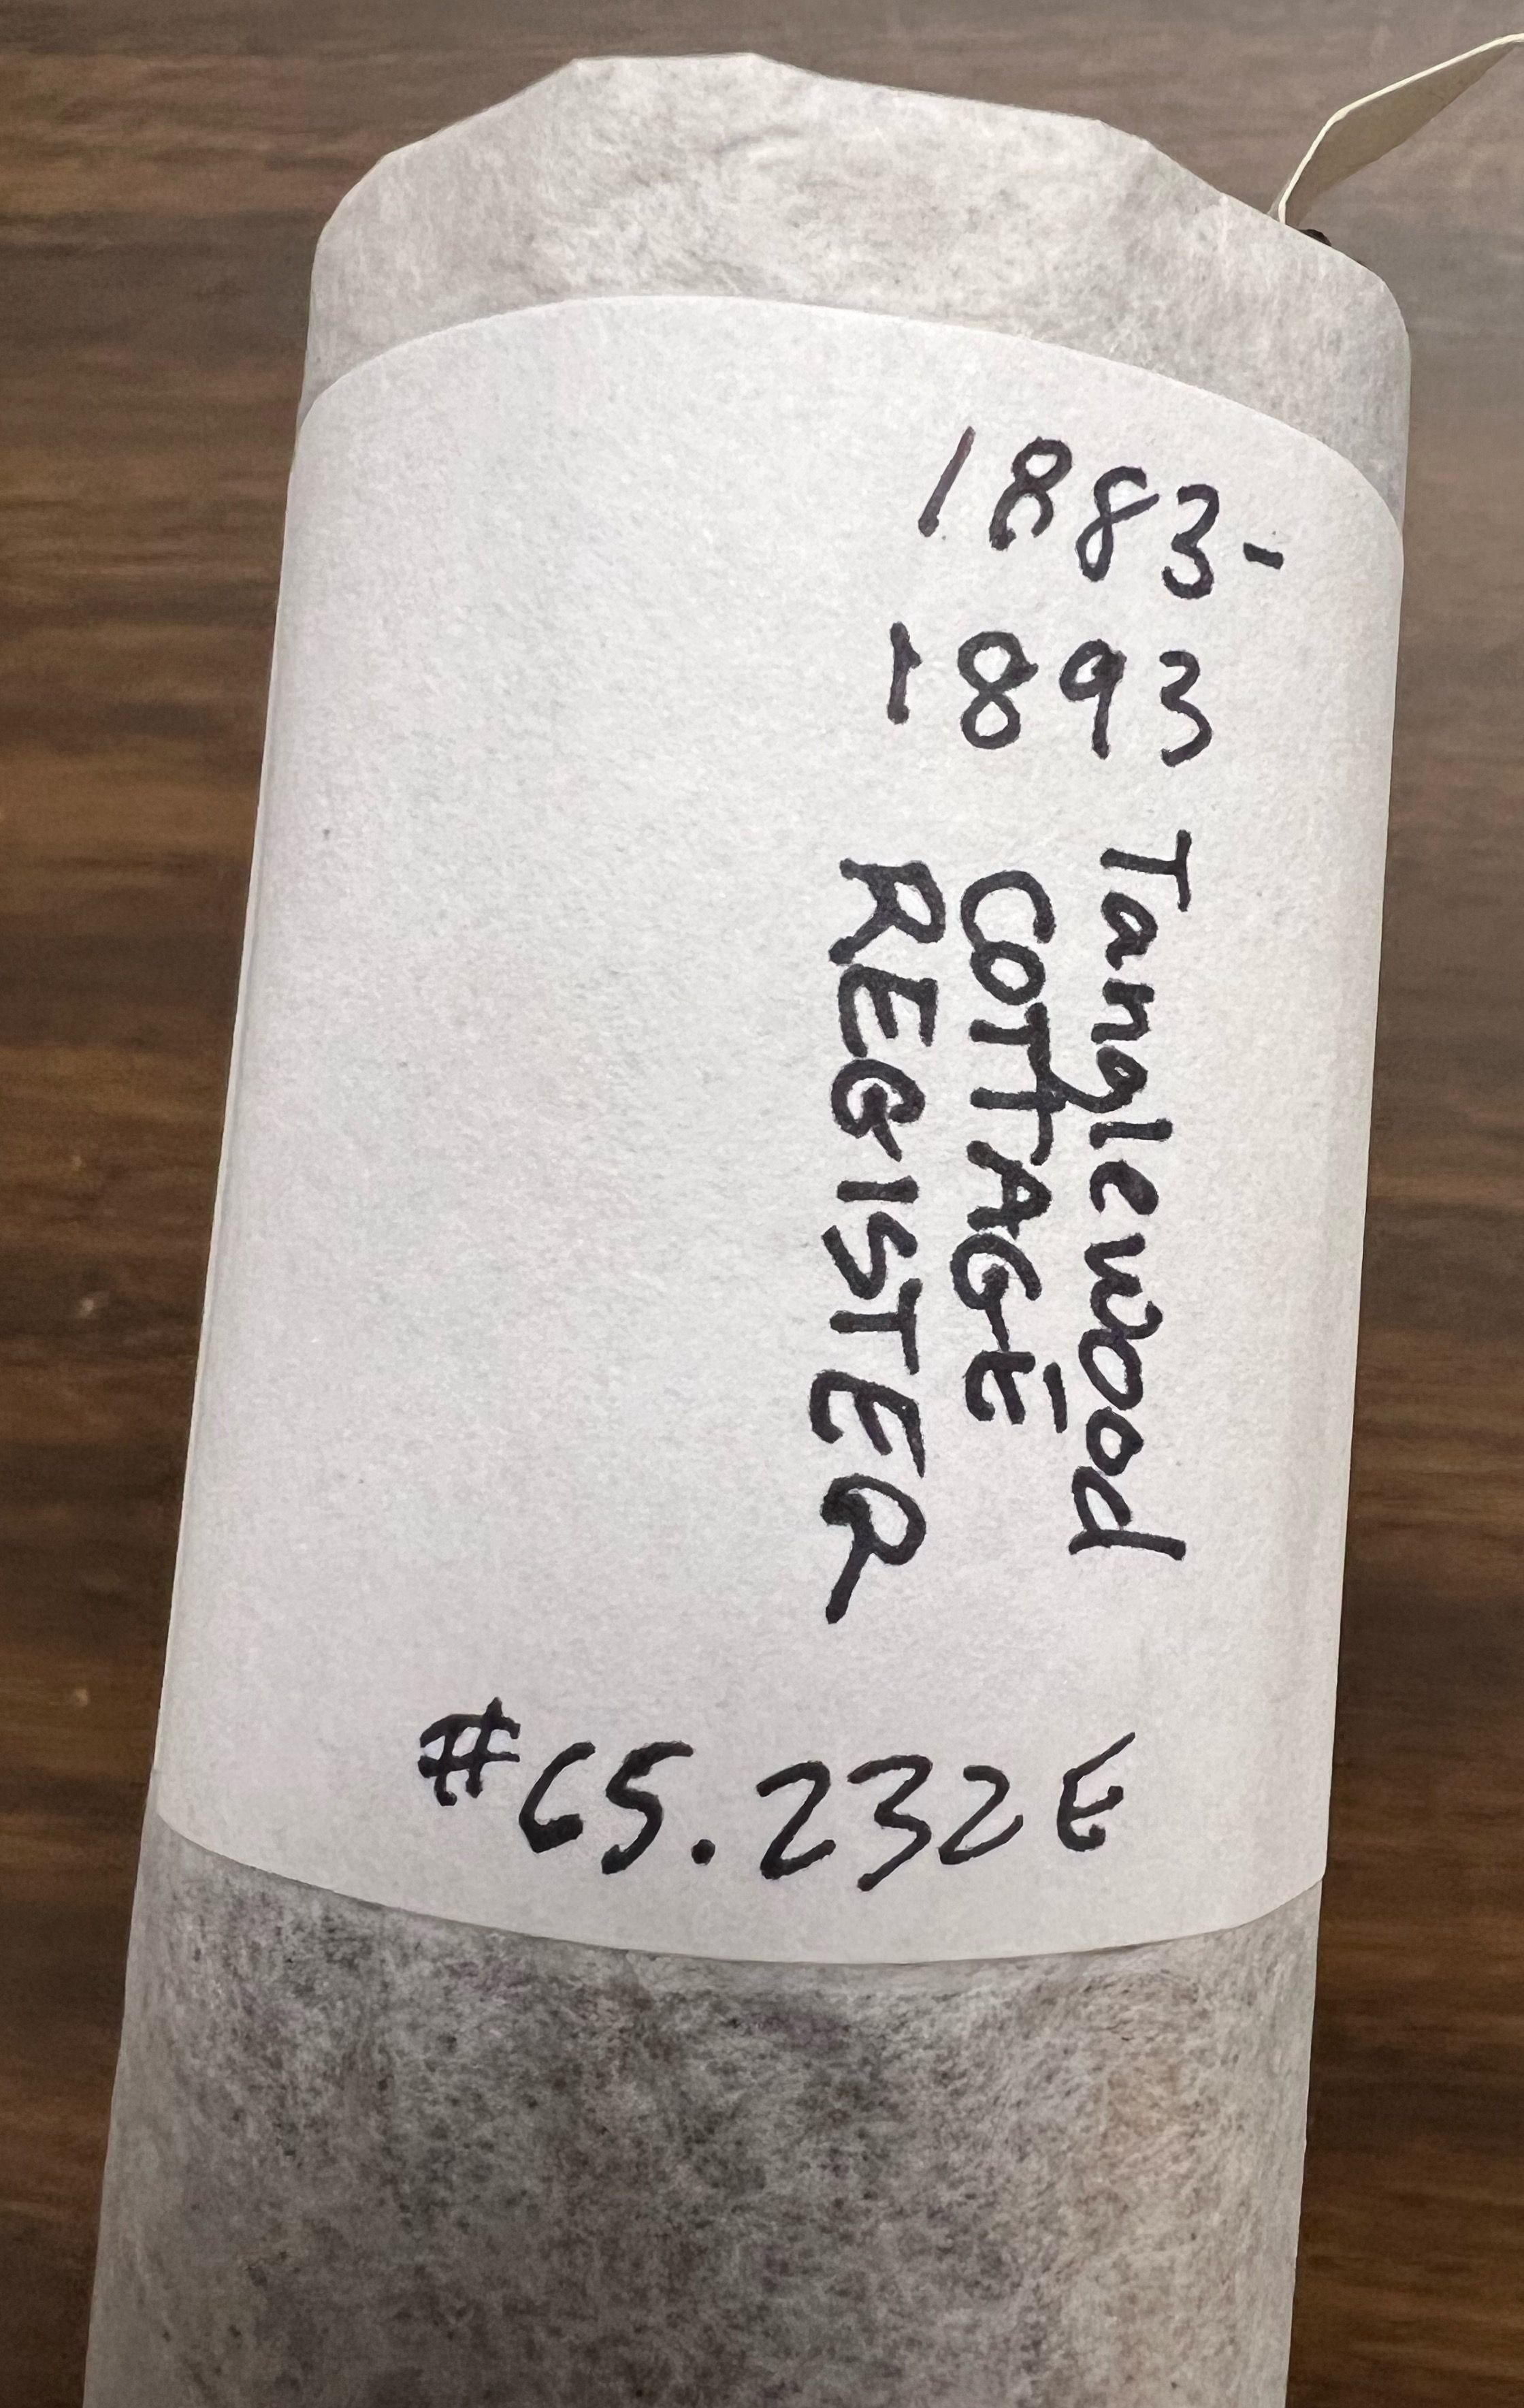 1883-
1893
Tanglewood
COTTAGE
REGISTER
#65.232E